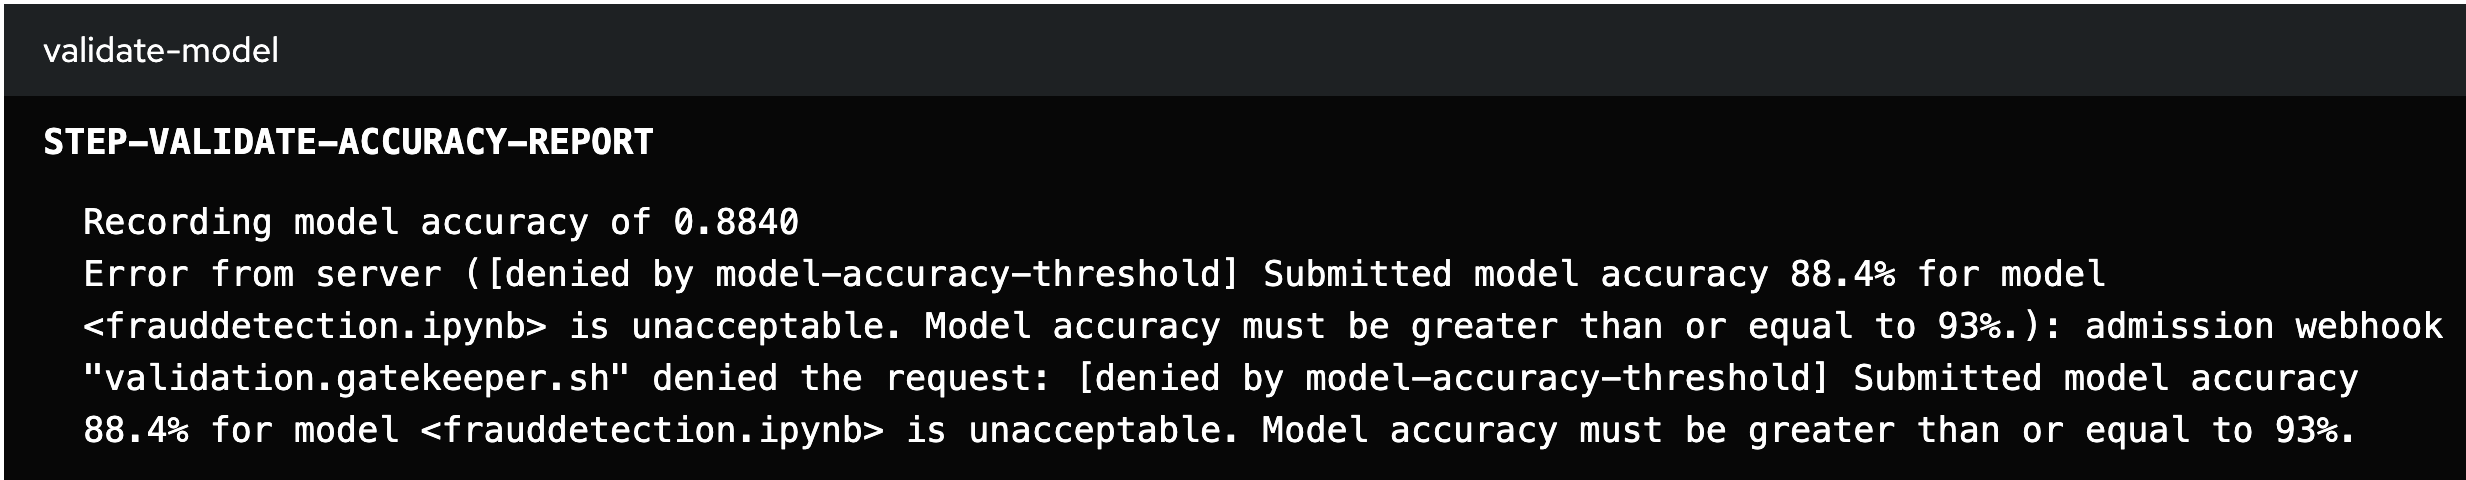 validate-model
STEP-VALIDATE-ACCURACY-REPORT
Recording model accuracy of 0.8840
Error from server ([denied by model-accuracy-threshold] Submitted model accuracy 88.4% for model
<frauddetection.ipynb> is unacceptable. Model accuracy must be greater than or equal to 93%.): admission webhook
"validation.gatekeeper.sh" denied the request: [denied by model-accuracy-threshold] Submitted model accuracy
88.4% for model <frauddetection.ipynb> is unacceptable. Model accuracy must be greater than or equal to 93%.